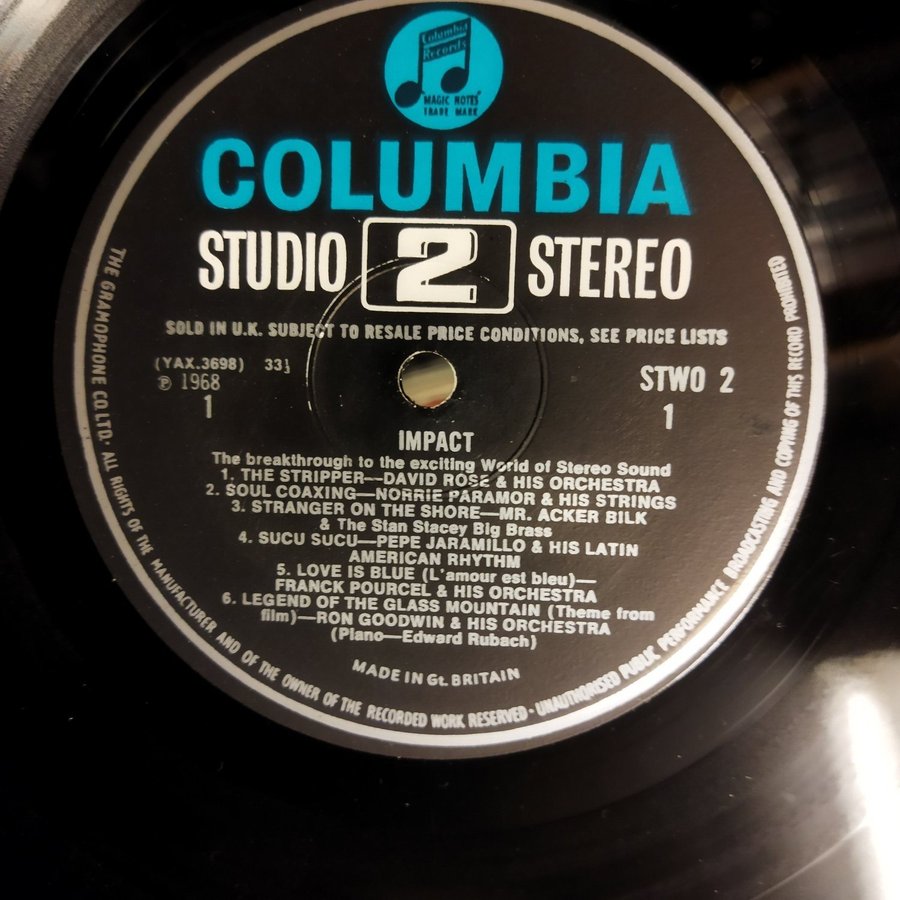 Columbia
Records
"MAGIC NOTES"
TRADE MARK
COLUMBIA
STUDIO 2 STEREO
SOLD IN U.K. SUBJECT TO RESALE PRICE CONDITIONS, SEE PRICE LISTS
(YAX.3698) 33⅓
℗ 1968
STWO 2
1
1
IMPACT
The breakthrough to the exciting World of Stereo Sound
1. THE STRIPPER—DAVID ROSE & HIS ORCHESTRA
2. SOUL COAXING—NORRIE PARAMOR & HIS STRINGS
3. STRANGER ON THE SHORE—MR. ACKER BILK
& The Stan Stacey Big Brass
4. SUCU SUCU—PEPE JARAMILLO & HIS LATIN
AMERICAN RHYTHM
5. LOVE IS BLUE (L'amour est bleu)—
FRANCK POURCEL & HIS ORCHESTRA
6. LEGEND OF THE GLASS MOUNTAIN (Theme from
film)—RON GOODWIN & HIS ORCHESTRA
(Piano—Edward Rubach)
MADE IN Gt. BRITAIN
THE GRAMOPHONE CO. LTD. ALL RIGHTS OF THE MANUFACTURER AND OF THE OWNER OF THE RECORDED WORK RESERVED · UNAUTHORISED PUBLIC PERFORMANCE BROADCASTING AND COPYING OF THIS RECORD PROHIBITED